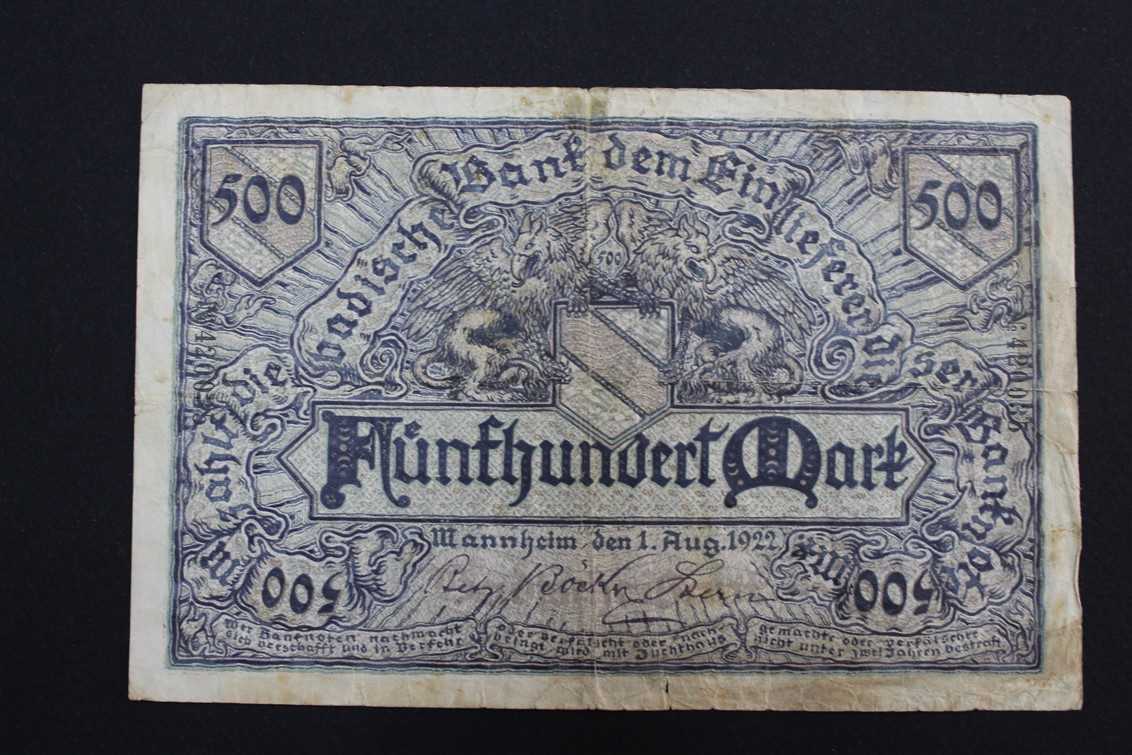 500
500
zahlt die badische Bank dem Einlieferer dieser Banknote
500
Fünfhundert Mark
Mannheim, den 1. Aug. 1922
M. 500
500 M.
Wer Banknoten nachmacht oder verfälscht oder nach- gemachte oder verfälschte
sich verschafft und in Verkehr bringt wird mit Zuchthaus nicht unter zwei Jahren bestraft.